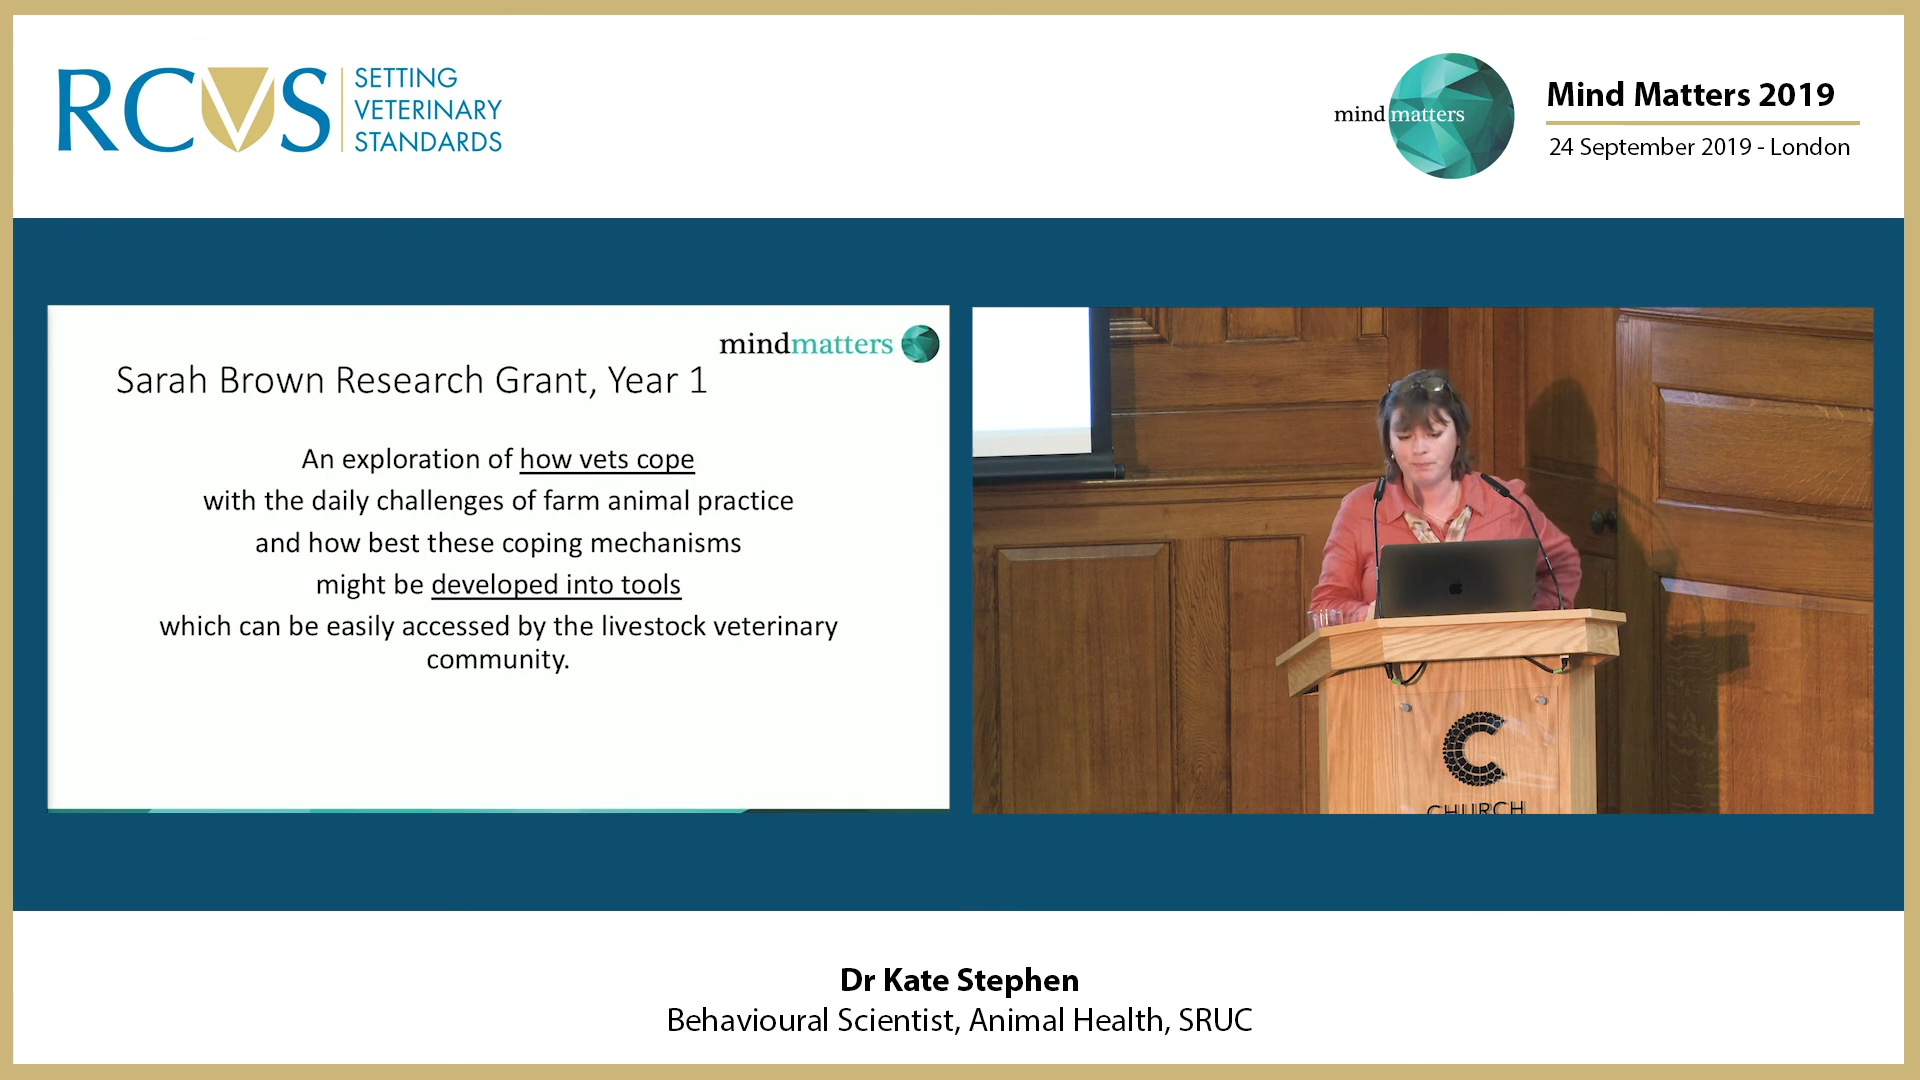 RCVS
SETTING
VETERINARY
STANDARDS
mindmatters
Mind Matters 2019
24 September 2019 - London
mindmatters
Sarah Brown Research Grant, Year 1
An exploration of how vets cope
with the daily challenges of farm animal practice
and how best these coping mechanisms
might be developed into tools
which can be easily accessed by the livestock veterinary
community.
C
CHURCH
Dr Kate Stephen
Behavioural Scientist, Animal Health, SRUC